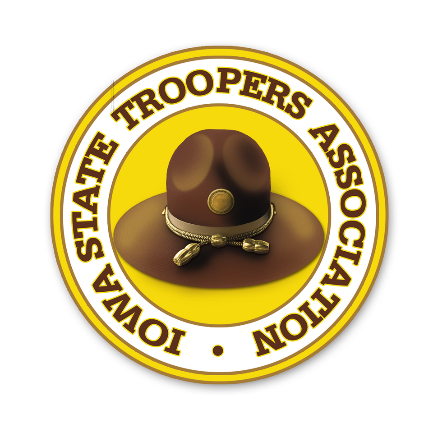 IOWA STATE TROOPERS ASSOCIATION •